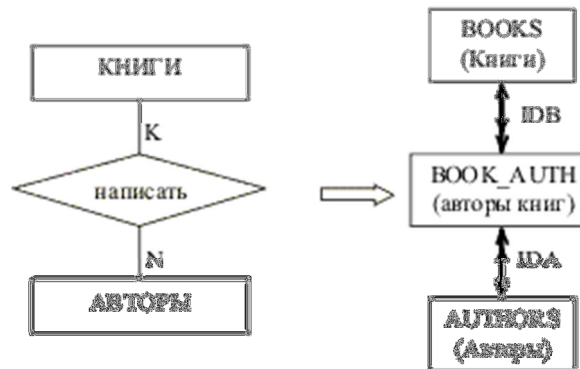 КНИГИ
K
написать
N
АВТОРЫ
BOOKS
(Книги)
IDB
BOOK_AUTH
(авторы книг)
IDA
AUTHORS
(Авторы)